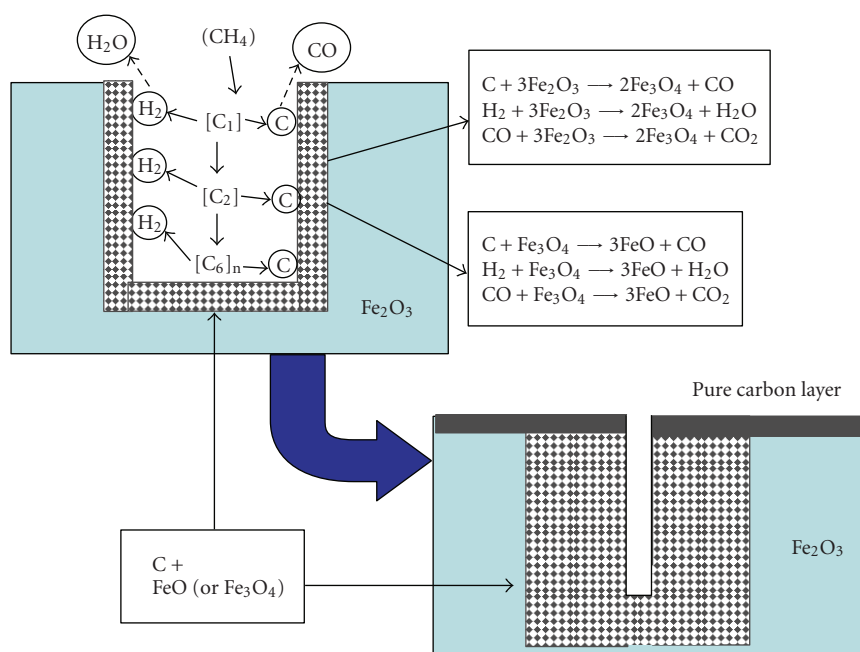 (CH₄)
H₂O
CO
H₂
[C₁]
C
H₂
[C₂]
C
H₂
[C₆]n
C
Fe₂O₃
C + 3Fe₂O₃ → 2Fe₃O₄ + CO
H₂ + 3Fe₂O₃ → 2Fe₃O₄ + H₂O
CO + 3Fe₂O₃ → 2Fe₃O₄ + CO₂
C + Fe₃O₄ → 3FeO + CO
H₂ + Fe₃O₄ → 3FeO + H₂O
CO + Fe₃O₄ → 3FeO + CO₂
Pure carbon layer
C +
FeO (or Fe₃O₄)
Fe₂O₃